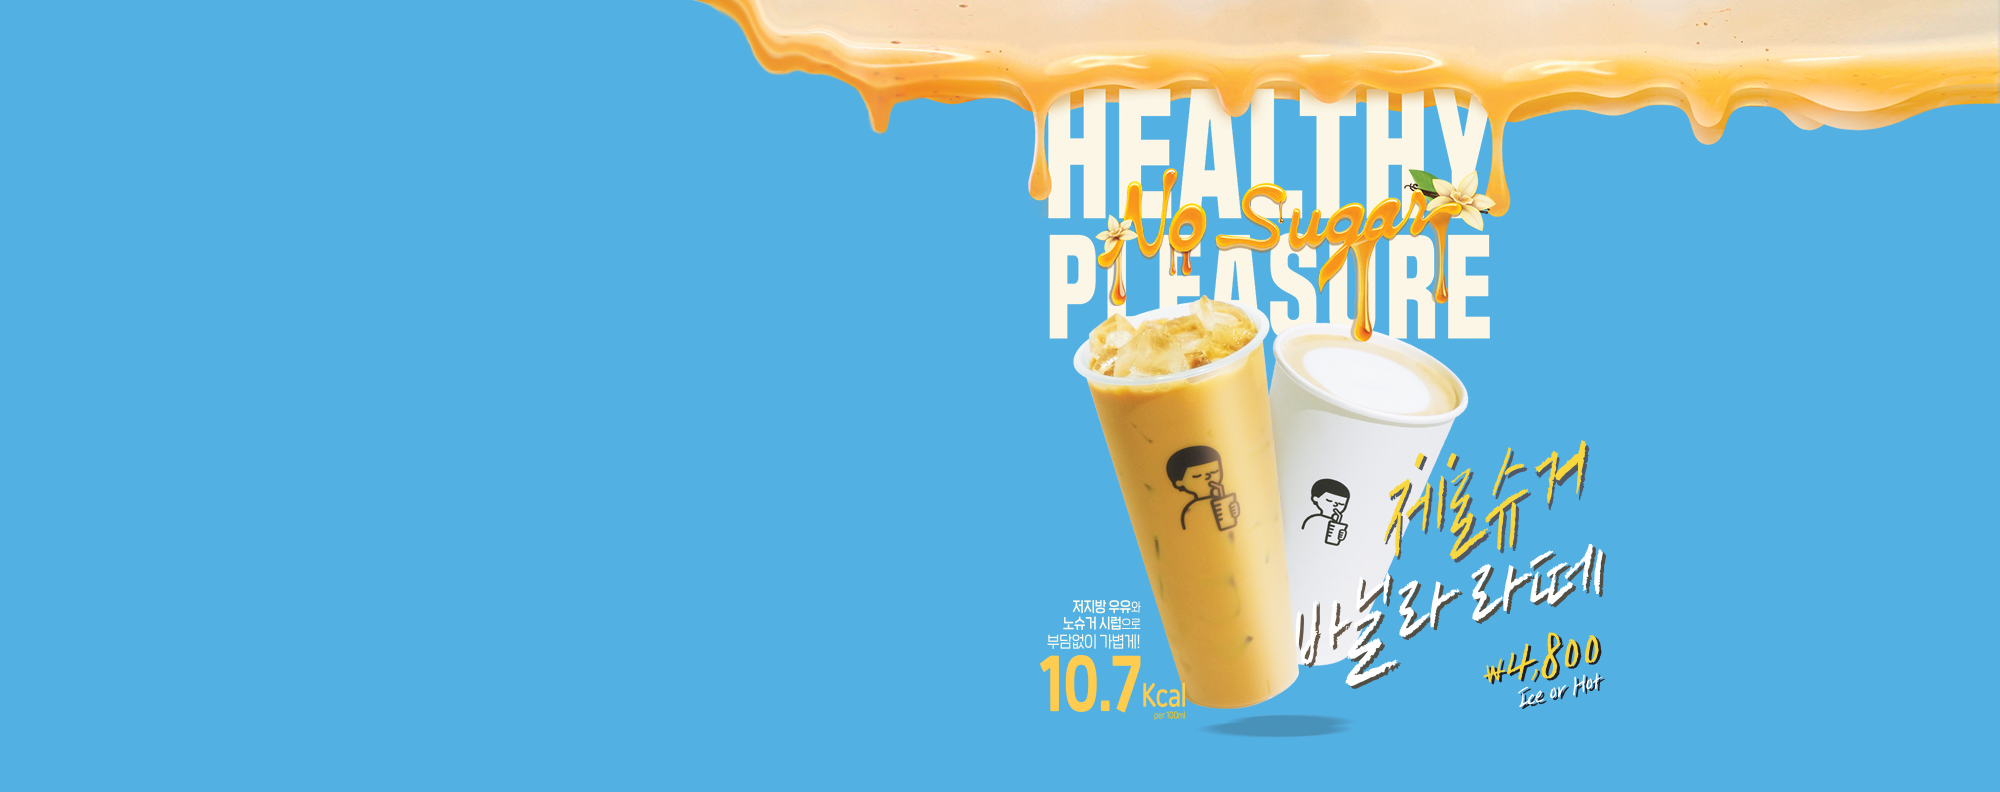 HEALTHY
No Sugar
PLEASURE
제로슈거
바닐라 라떼
₩4,800
Ice or Hot
저지방 우유와
노슈거 시럽으로
부담없이 가볍게!
10.7Kcal
per 100ml